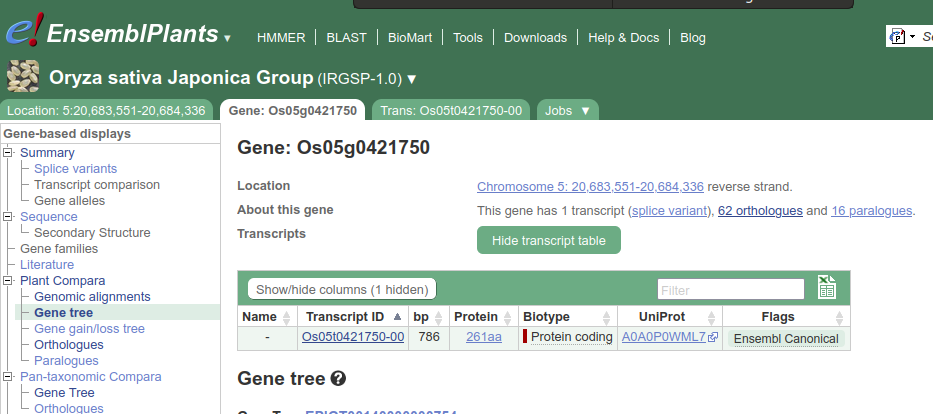 e! EnsemblPlants ▾ HMMER BLAST BioMart Tools Downloads Help & Docs Blog
Oryza sativa Japonica Group (IRGSP-1.0) ▼
Location: 5:20,683,551-20,684,336 Gene: Os05g0421750 Trans: Os05t0421750-00 Jobs ▼
Gene-based displays
Summary
Splice variants
Transcript comparison
Gene alleles
Sequence
Secondary Structure
Gene families
Literature
Plant Compara
Genomic alignments
Gene tree
Gene gain/loss tree
Orthologues
Paralogues
Pan-taxonomic Compara
Gene Tree
Orthologues
Gene: Os05g0421750
Location Chromosome 5: 20,683,551-20,684,336 reverse strand.
About this gene This gene has 1 transcript (splice variant), 62 orthologues and 16 paralogues.
Transcripts Hide transcript table
Show/hide columns (1 hidden) Filter
Name Transcript ID bp Protein Biotype UniProt Flags
- Os05t0421750-00 786 261aa Protein coding A0A0P0WML7 Ensembl Canonical
Gene tree ?